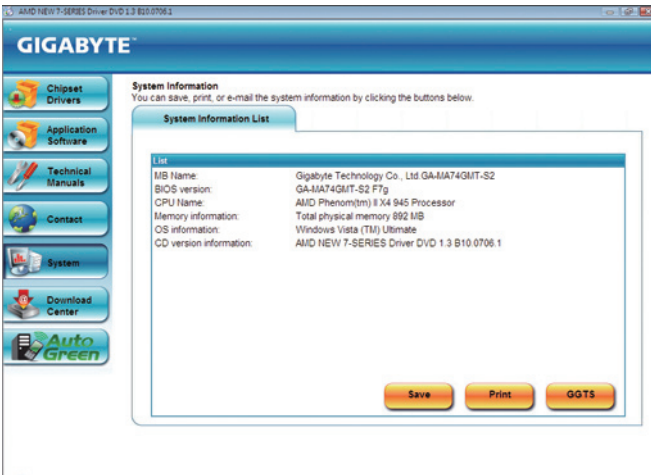 AMD NEW 7-SERIES Driver DVD 1.3 B10.0706.1
GIGABYTE™
Chipset
Drivers
Application
Software
Technical
Manuals
Contact
System
Download
Center
Auto
Green
System Information
You can save, print, or e-mail the system information by clicking the buttons below.
System Information List
List
MB Name: Gigabyte Technology Co., Ltd.GA-MA74GMT-S2
BIOS version: GA-MA74GMT-S2 F7g
CPU Name: AMD Phenom(tm) II X4 945 Processor
Memory information: Total physical memory 892 MB
OS information: Windows Vista (TM) Ultimate
CD version information: AMD NEW 7-SERIES Driver DVD 1.3 B10.0706.1
Save Print GGTS